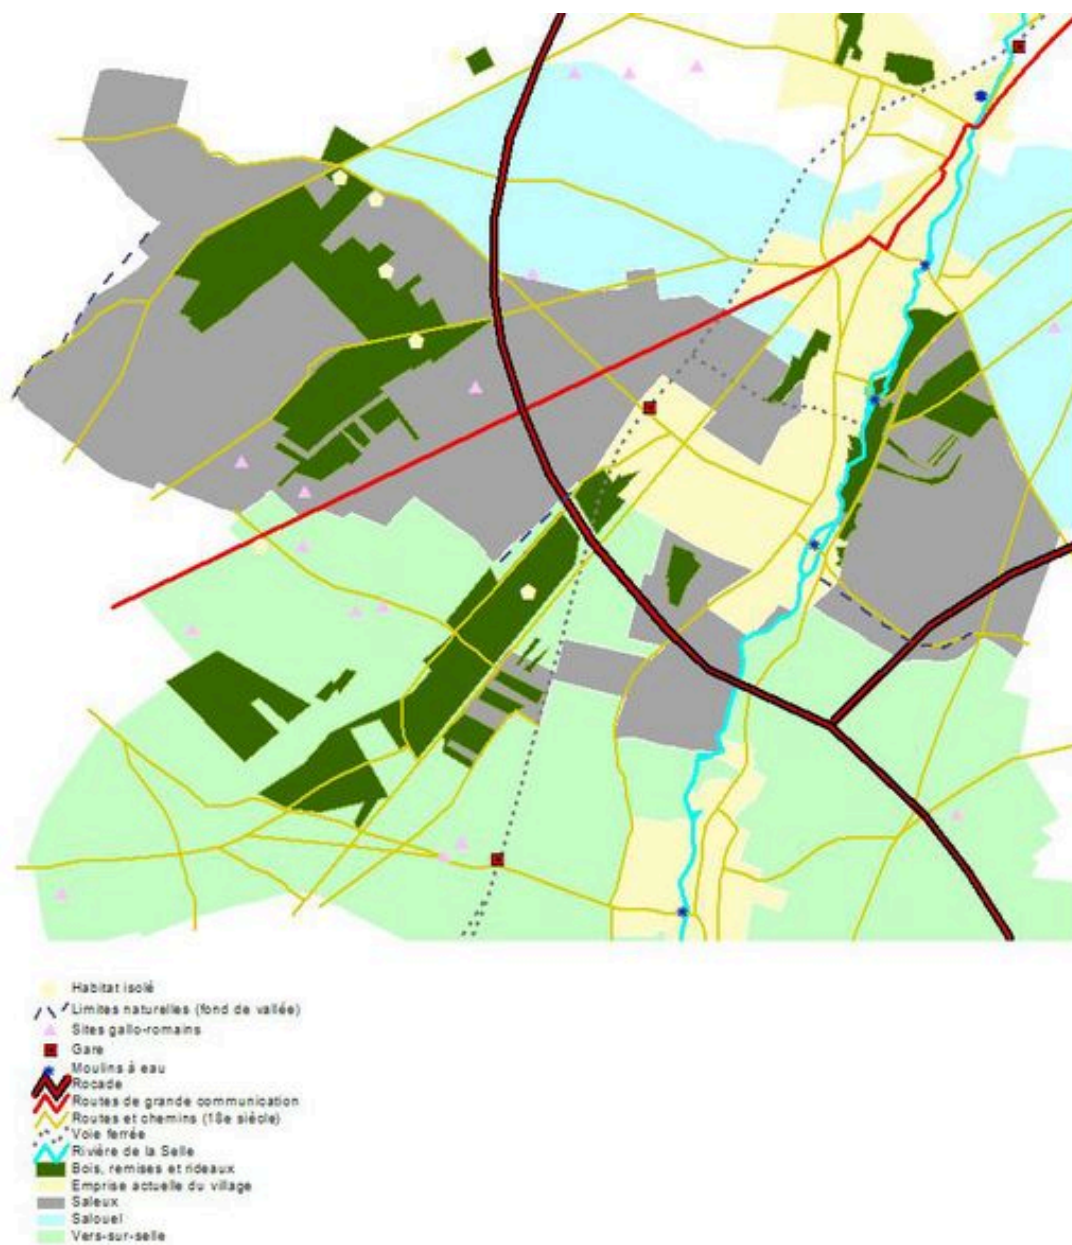 Habitat isolé
Limites naturelles (fond de vallée)
Sites gallo-romains
Gare
Moulins à eau
Rocade
Routes de grande communication
Routes et chemins (18e siècle)
Voie ferrée
Rivière de la Selle
Bois, remises et rideaux
Emprise actuelle du village
Saleux
Salouel
Vers-sur-selle